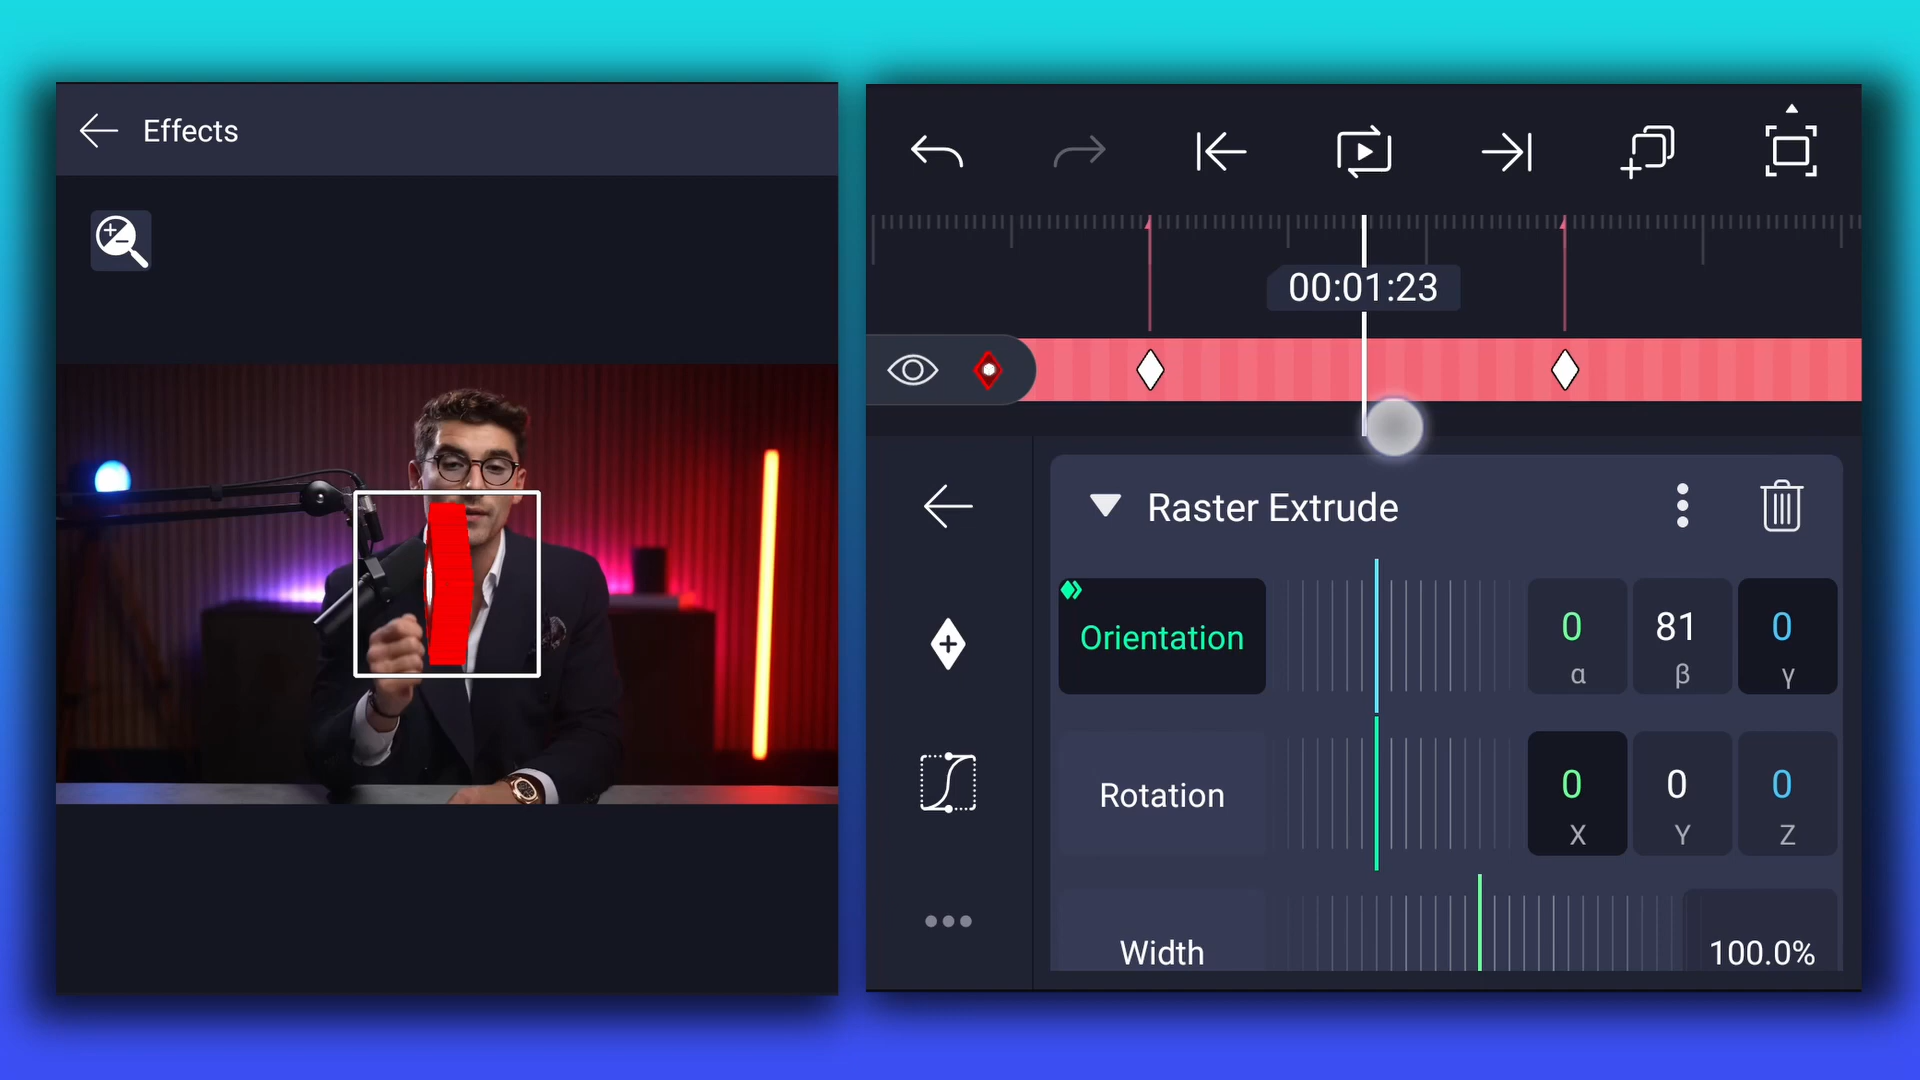 Effects
00:01:23
Raster Extrude
Orientation
0
81
0
α
β
γ
Rotation
0
0
0
X
Y
Z
Width
100.0%